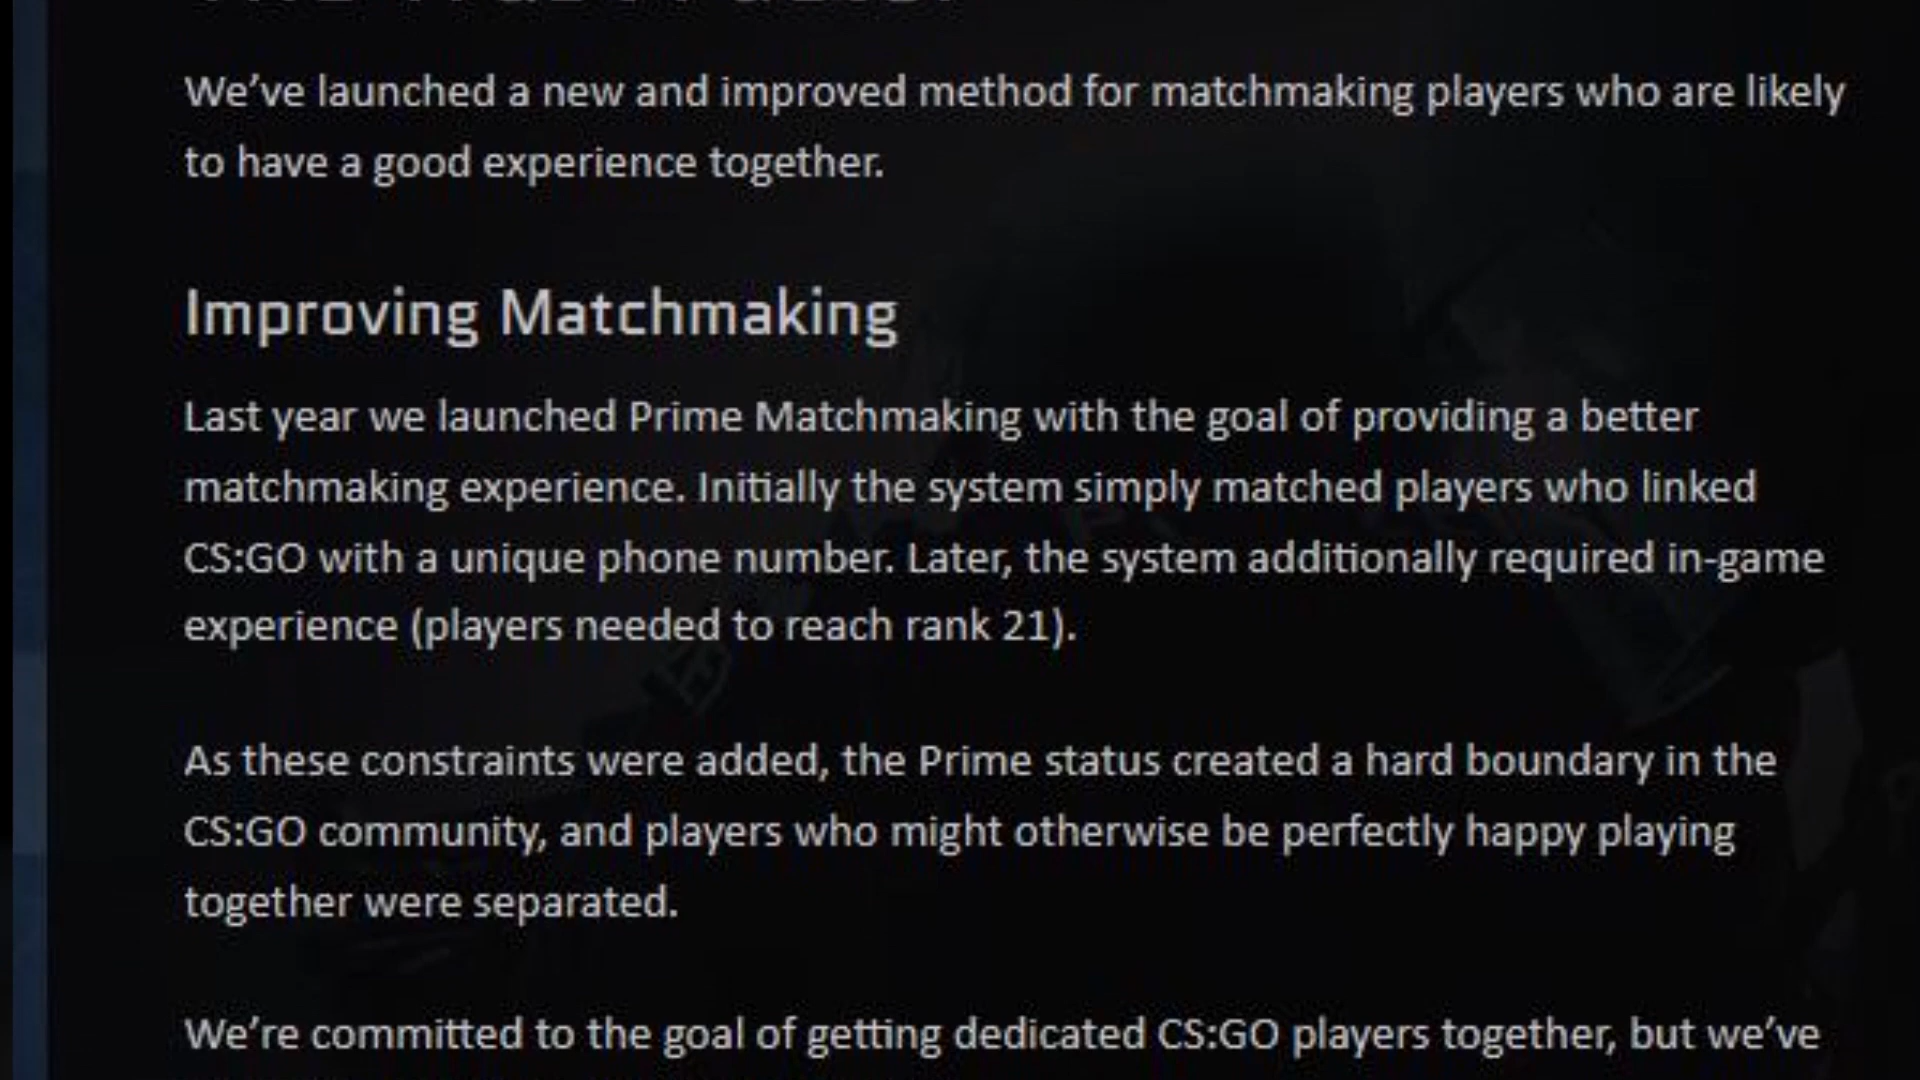 We've launched a new and improved method for matchmaking players who are likely
to have a good experience together.
Improving Matchmaking
Last year we launched Prime Matchmaking with the goal of providing a better
matchmaking experience. Initially the system simply matched players who linked
CS:GO with a unique phone number. Later, the system additionally required in-game
experience (players needed to reach rank 21).
As these constraints were added, the Prime status created a hard boundary in the
CS:GO community, and players who might otherwise be perfectly happy playing
together were separated.
We're committed to the goal of getting dedicated CS:GO players together, but we've